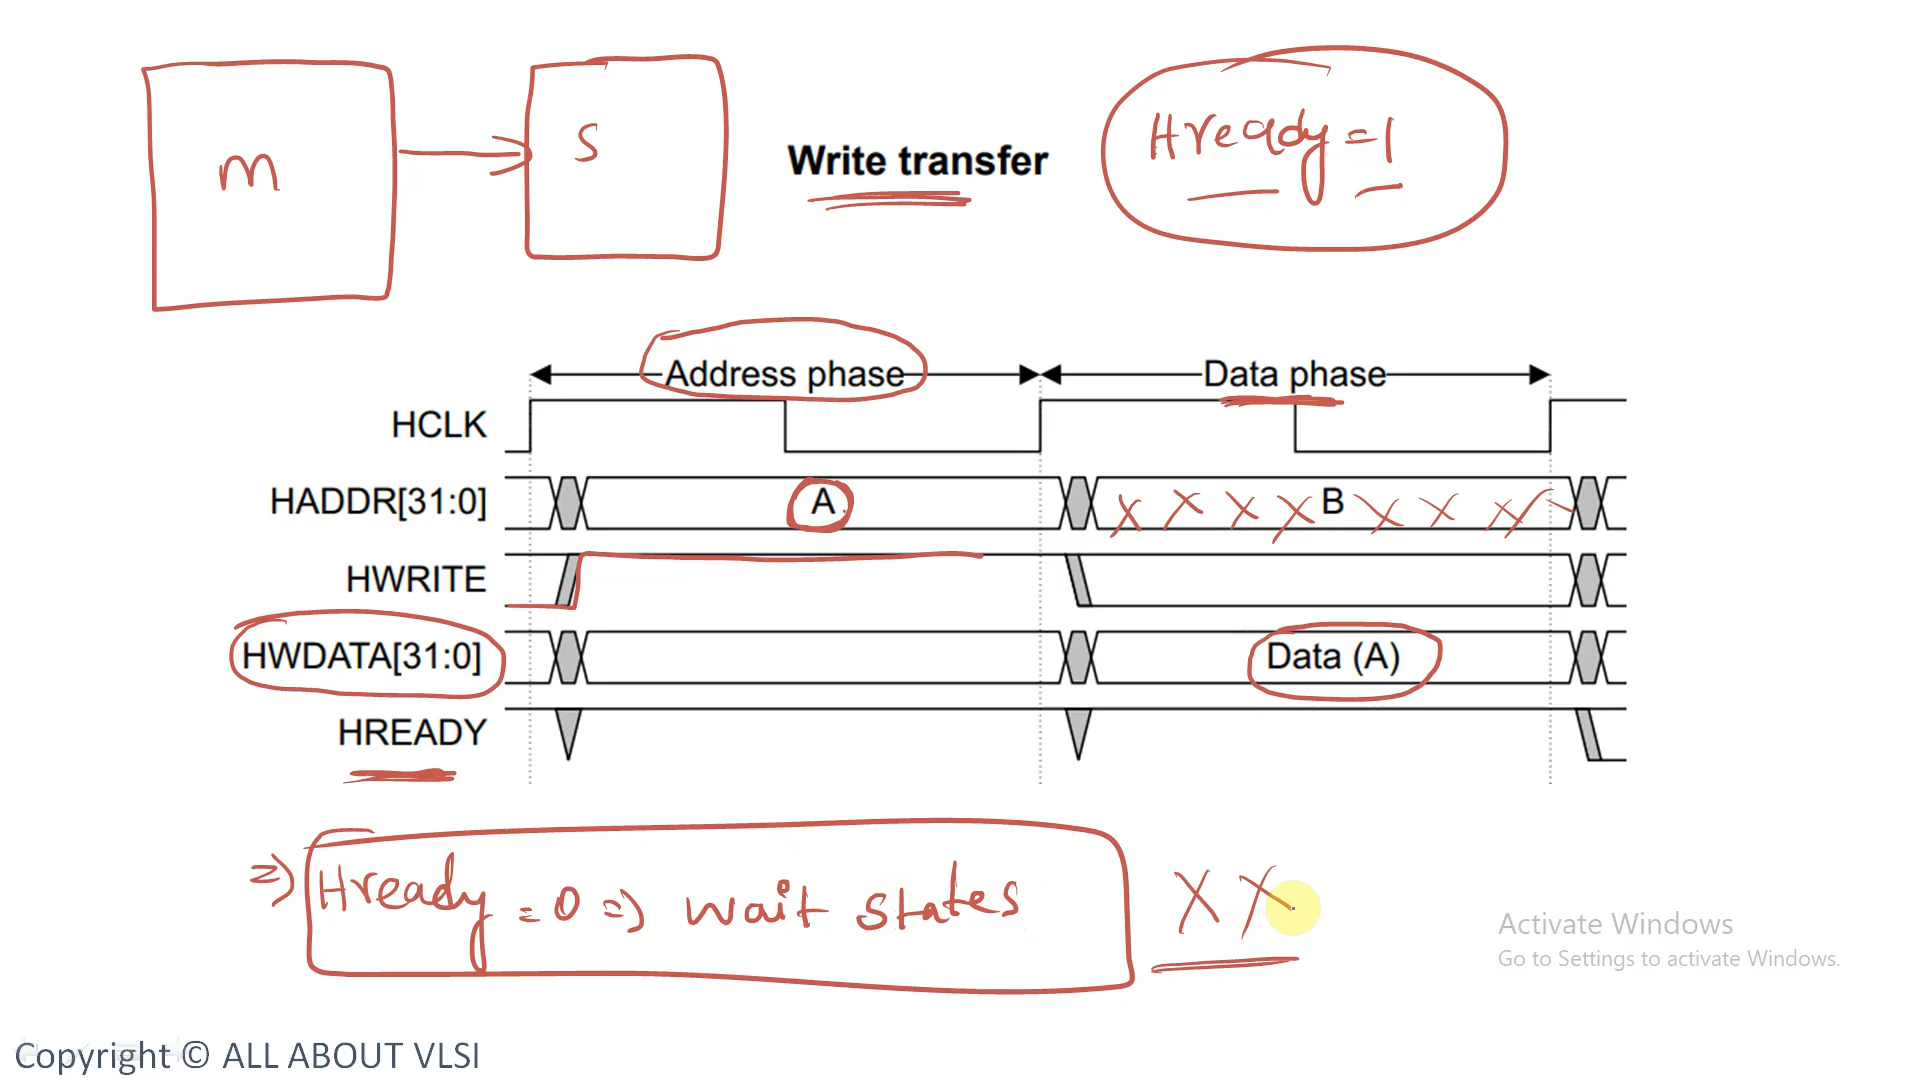 m
S
Write transfer
Hready = 1
Address phase
Data phase
HCLK
HADDR[31:0]
A
X X X X B X X X
HWRITE
HWDATA[31:0]
Data (A)
HREADY
=) Hready = 0 =) wait states
X X
Activate Windows
Go to Settings to activate Windows.
Copyright © ALL ABOUT VLSI